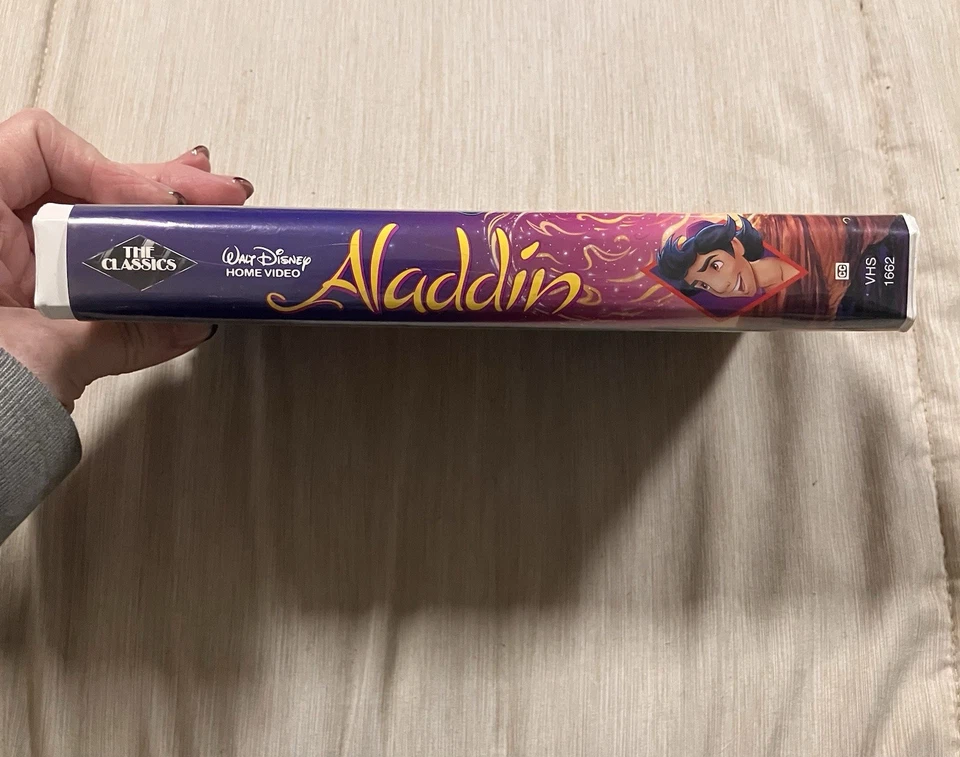 THE
CLASSICS
WALT DISNEY
HOME VIDEO
Aladdin
CC
VHS
1662